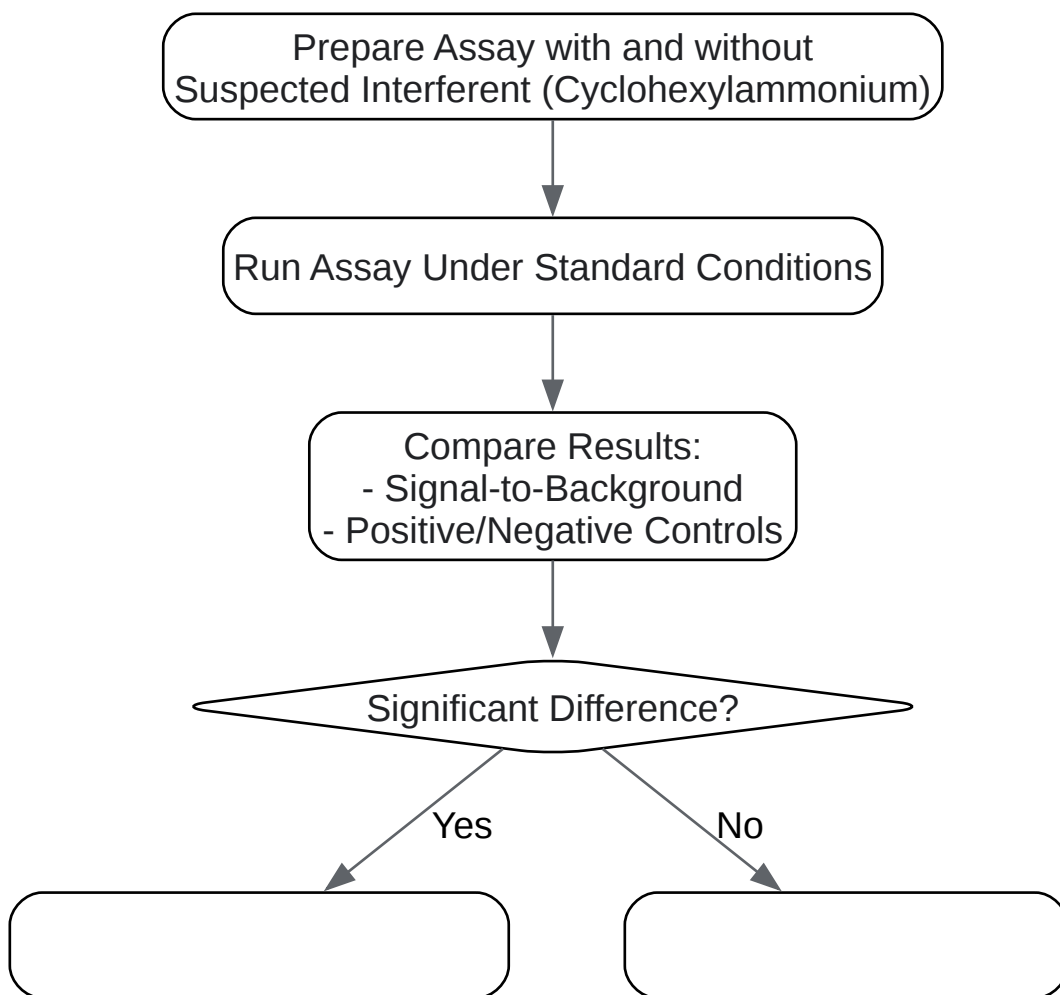 Prepare Assay with and without
Suspected Interferent (Cyclohexylammonium)
Run Assay Under Standard Conditions
Compare Results:
- Signal-to-Background
- Positive/Negative Controls
Significant Difference?
Yes
No